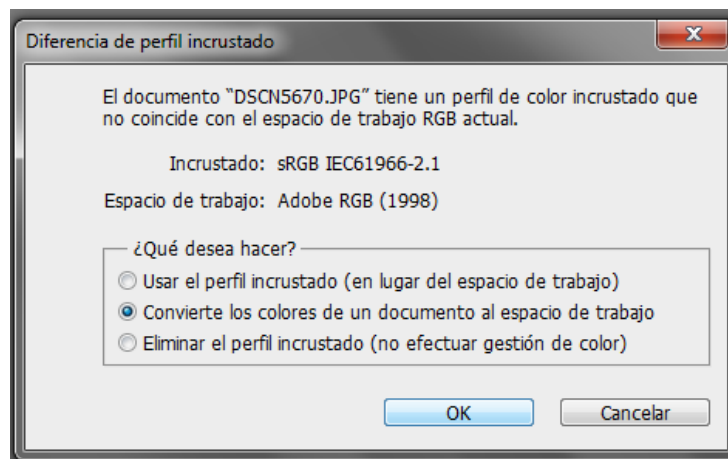 Diferencia de perfil incrustado
El documento “DSCN5670.JPG” tiene un perfil de color incrustado que
no coincide con el espacio de trabajo RGB actual.
Incrustado: sRGB IEC61966-2.1
Espacio de trabajo: Adobe RGB (1998)
¿Qué desea hacer?
Usar el perfil incrustado (en lugar del espacio de trabajo)
Convierte los colores de un documento al espacio de trabajo
Eliminar el perfil incrustado (no efectuar gestión de color)
OK Cancelar